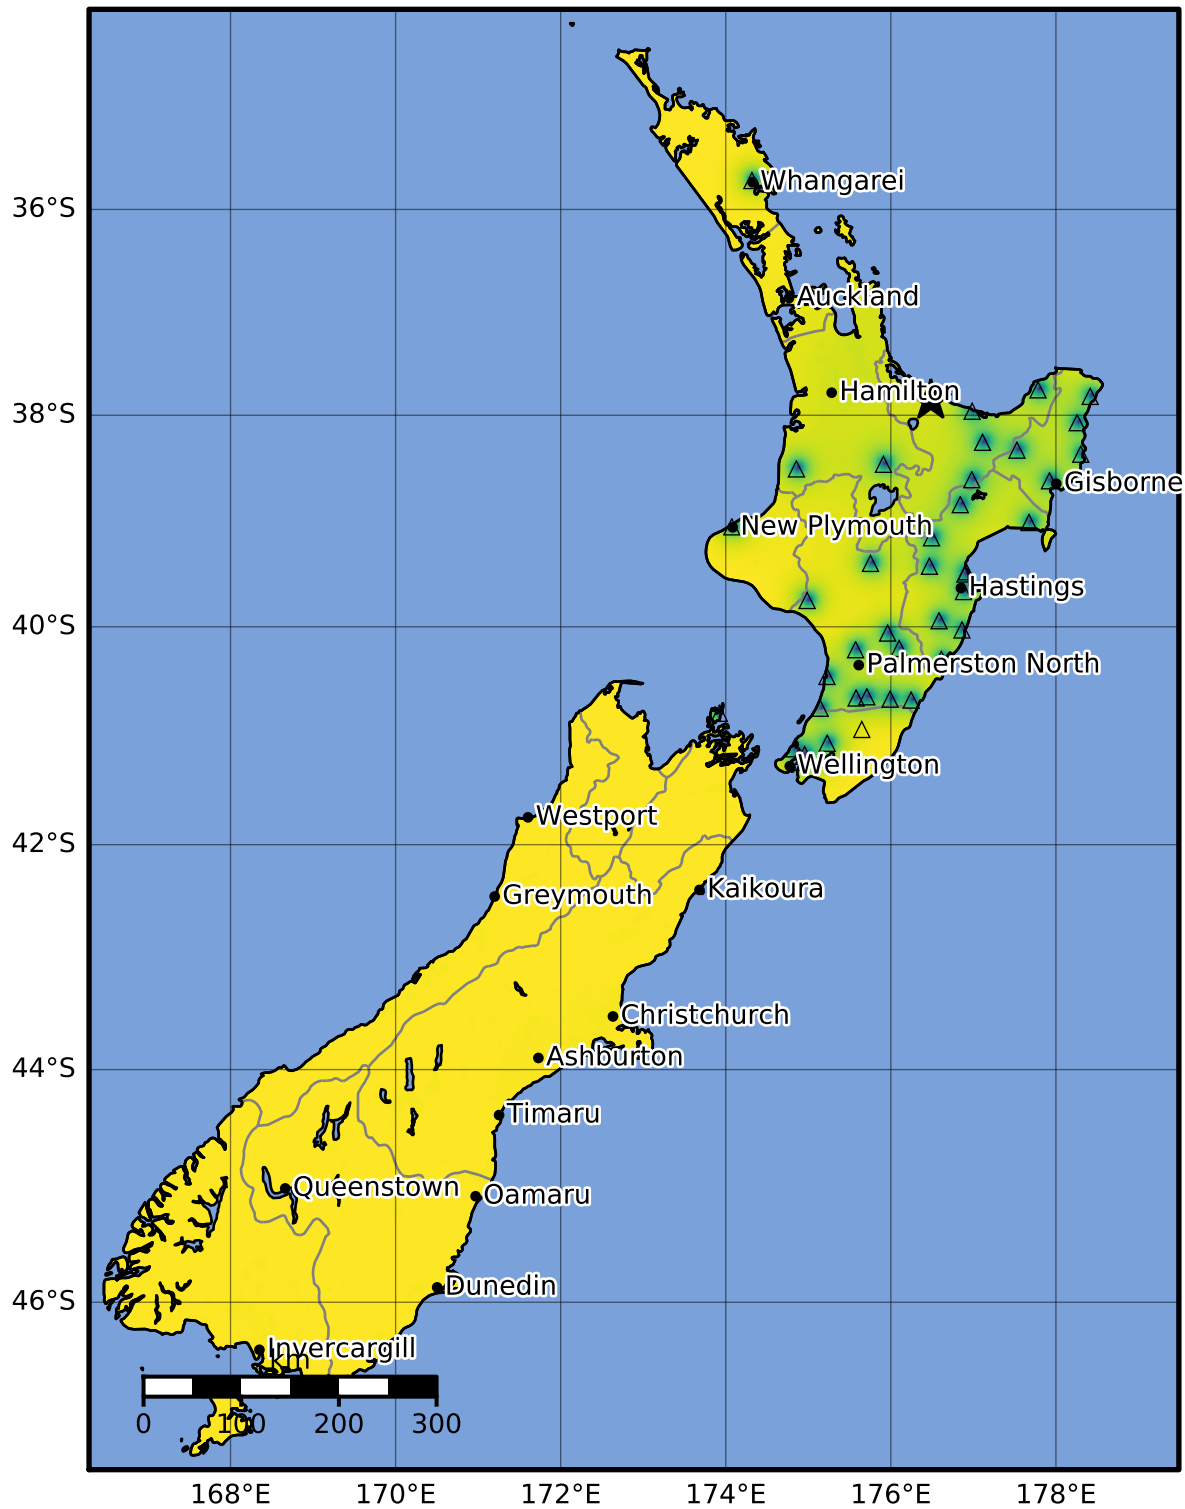 Whangarei
36°S
Auckland
Hamilton
38°S
Gisborne
New Plymouth
Hastings
40°S
Palmerston North
Wellington
Westport
42°S
Kaikoura
Greymouth
Christchurch
Ashburton
44°S
Timaru
Queenstown
Oamaru
Dunedin
46°S
Invercargill
km
0 100 200 300
168°E 170°E 172°E 174°E 176°E 178°E